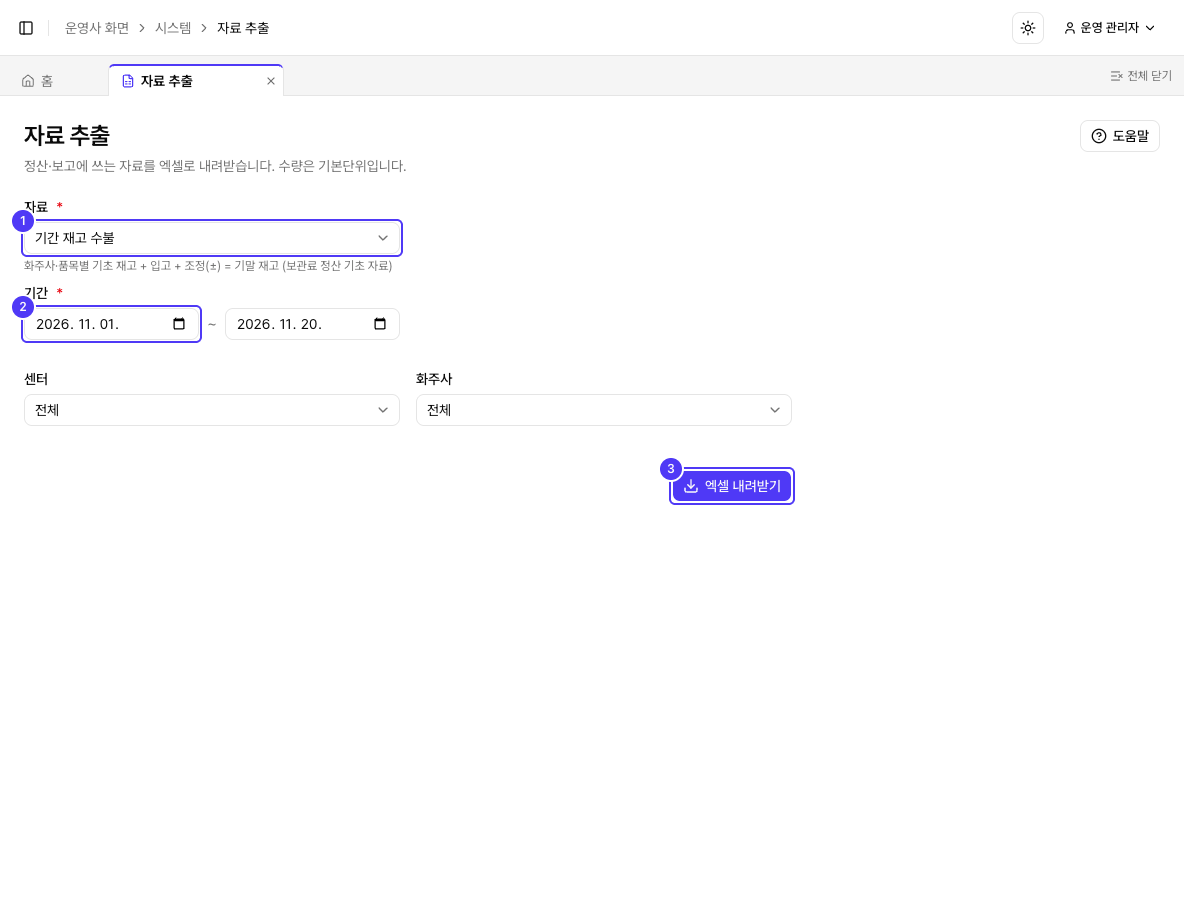 운영사 화면 > 시스템 > 자료 추출
운영 관리자
홈
자료 추출
전체 닫기
자료 추출
도움말
정산·보고에 쓰는 자료를 엑셀로 내려받습니다. 수량은 기본단위입니다.
자료 *
1
기간 재고 수불
화주사·품목별 기초 재고 + 입고 + 조정(±) = 기말 재고 (보관료 정산 기초 자료)
기간 *
2
2026. 11. 01. ~ 2026. 11. 20.
센터
화주사
전체
전체
3
엑셀 내려받기